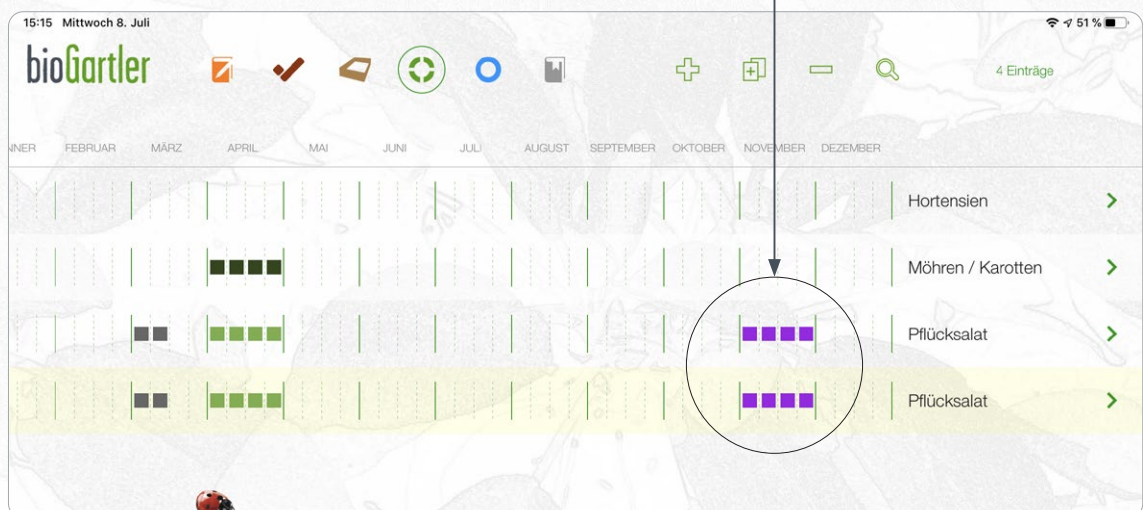 15:15 Mittwoch 8. Juli
51 %
bioGartler
4 Einträge
NNER FEBRUAR MÄRZ APRIL MAI JUNI JULI AUGUST SEPTEMBER OKTOBER NOVEMBER DEZEMBER
Hortensien
Möhren / Karotten
Pflücksalat
Pflücksalat